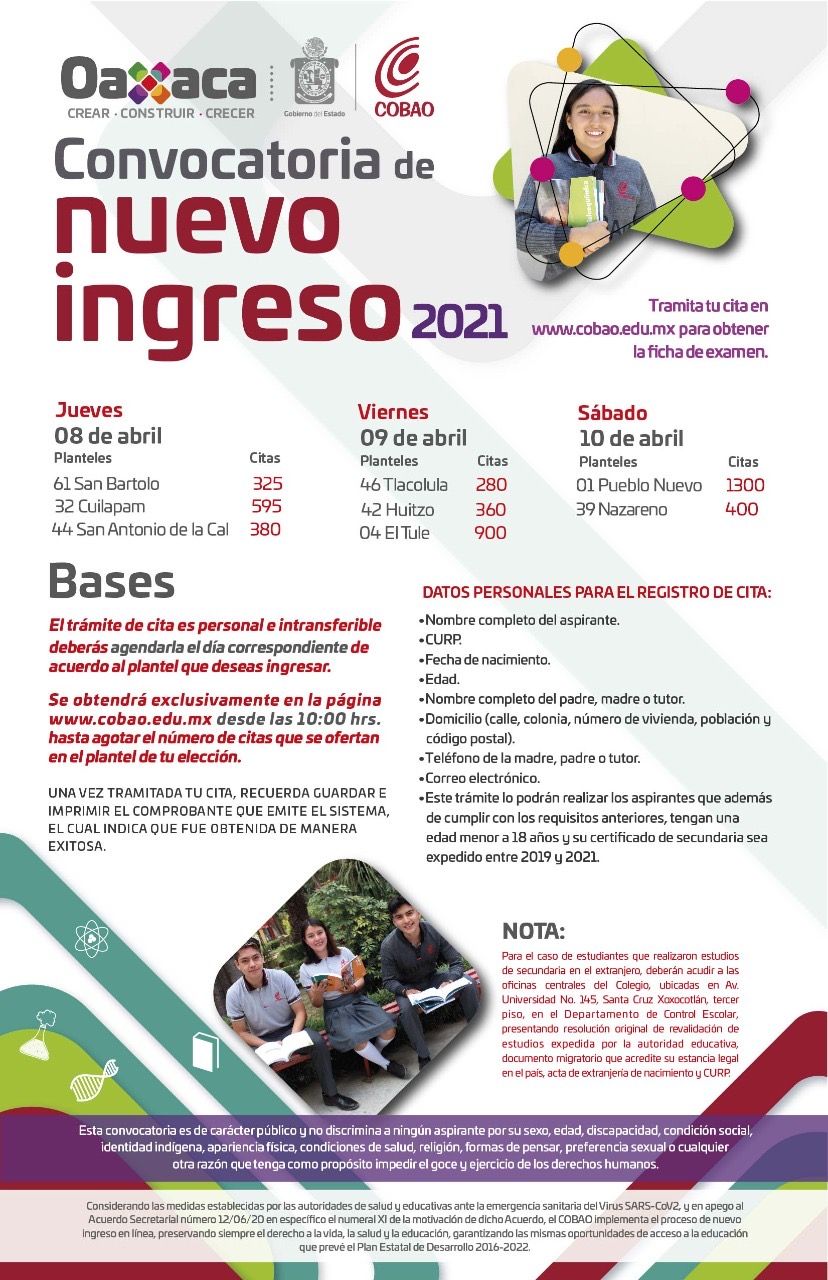 Oaxaca
CREAR · CONSTRUIR · CRECER
Gobierno del Estado
COBAO
Convocatoria de
nuevo
ingreso 2021
Tramita tu cita en
www.cobao.edu.mx para obtener
la ficha de examen.
Jueves
08 de abril
Planteles Citas
61 San Bartolo 325
32 Cuilapam 595
44 San Antonio de la Cal 380
Viernes
09 de abril
Planteles Citas
46 Tlacolula 280
42 Huitzo 360
04 El Tule 900
Sábado
10 de abril
Planteles Citas
01 Pueblo Nuevo 1300
39 Nazareno 400
Bases
El trámite de cita es personal e intransferible
deberás agendarla el día correspondiente de
acuerdo al plantel que deseas ingresar.
Se obtendrá exclusivamente en la página
www.cobao.edu.mx desde las 10:00 hrs.
hasta agotar el número de citas que se ofertan
en el plantel de tu elección.
UNA VEZ TRAMITADA TU CITA, RECUERDA GUARDAR E
IMPRIMIR EL COMPROBANTE QUE EMITE EL SISTEMA,
EL CUAL INDICA QUE FUE OBTENIDA DE MANERA
EXITOSA.
DATOS PERSONALES PARA EL REGISTRO DE CITA:
•Nombre completo del aspirante.
•CURP.
•Fecha de nacimiento.
•Edad.
•Nombre completo del padre, madre o tutor.
•Domicilio (calle, colonia, número de vivienda, población y
código postal).
•Teléfono de la madre, padre o tutor.
•Correo electrónico.
•Este trámite lo podrán realizar los aspirantes que además
de cumplir con los requisitos anteriores, tengan una
edad menor a 18 años y su certificado de secundaria sea
expedido entre 2019 y 2021.
NOTA:
Para el caso de estudiantes que realizaron estudios
de secundaria en el extranjero, deberán acudir a las
oficinas centrales del Colegio, ubicadas en Av.
Universidad No. 145, Santa Cruz Xoxocotlán, tercer
piso, en el Departamento de Control Escolar,
presentando resolución original de revalidación de
estudios expedida por la autoridad educativa,
documento migratorio que acredite su estancia legal
en el país, acta de extranjería de nacimiento y CURP.
Esta convocatoria es de carácter público y no discrimina a ningún aspirante por su sexo, edad, discapacidad, condición social,
identidad indígena, apariencia física, condiciones de salud, religión, formas de pensar, preferencia sexual o cualquier
otra razón que tenga como propósito impedir el goce y ejercicio de los derechos humanos.
Considerando las medidas establecidas por las autoridades de salud y educativas ante la emergencia sanitaria del Virus SARS-CoV2, y en apego al
Acuerdo Secretarial número 12/06/20 en específico el numeral XI de la motivación de dicho Acuerdo, el COBAO implementa el proceso de nuevo
ingreso en línea, preservando siempre el derecho a la vida, la salud y la educación, garantizando las mismas oportunidades de acceso a la educación
que prevé el Plan Estatal de Desarrollo 2016-2022.